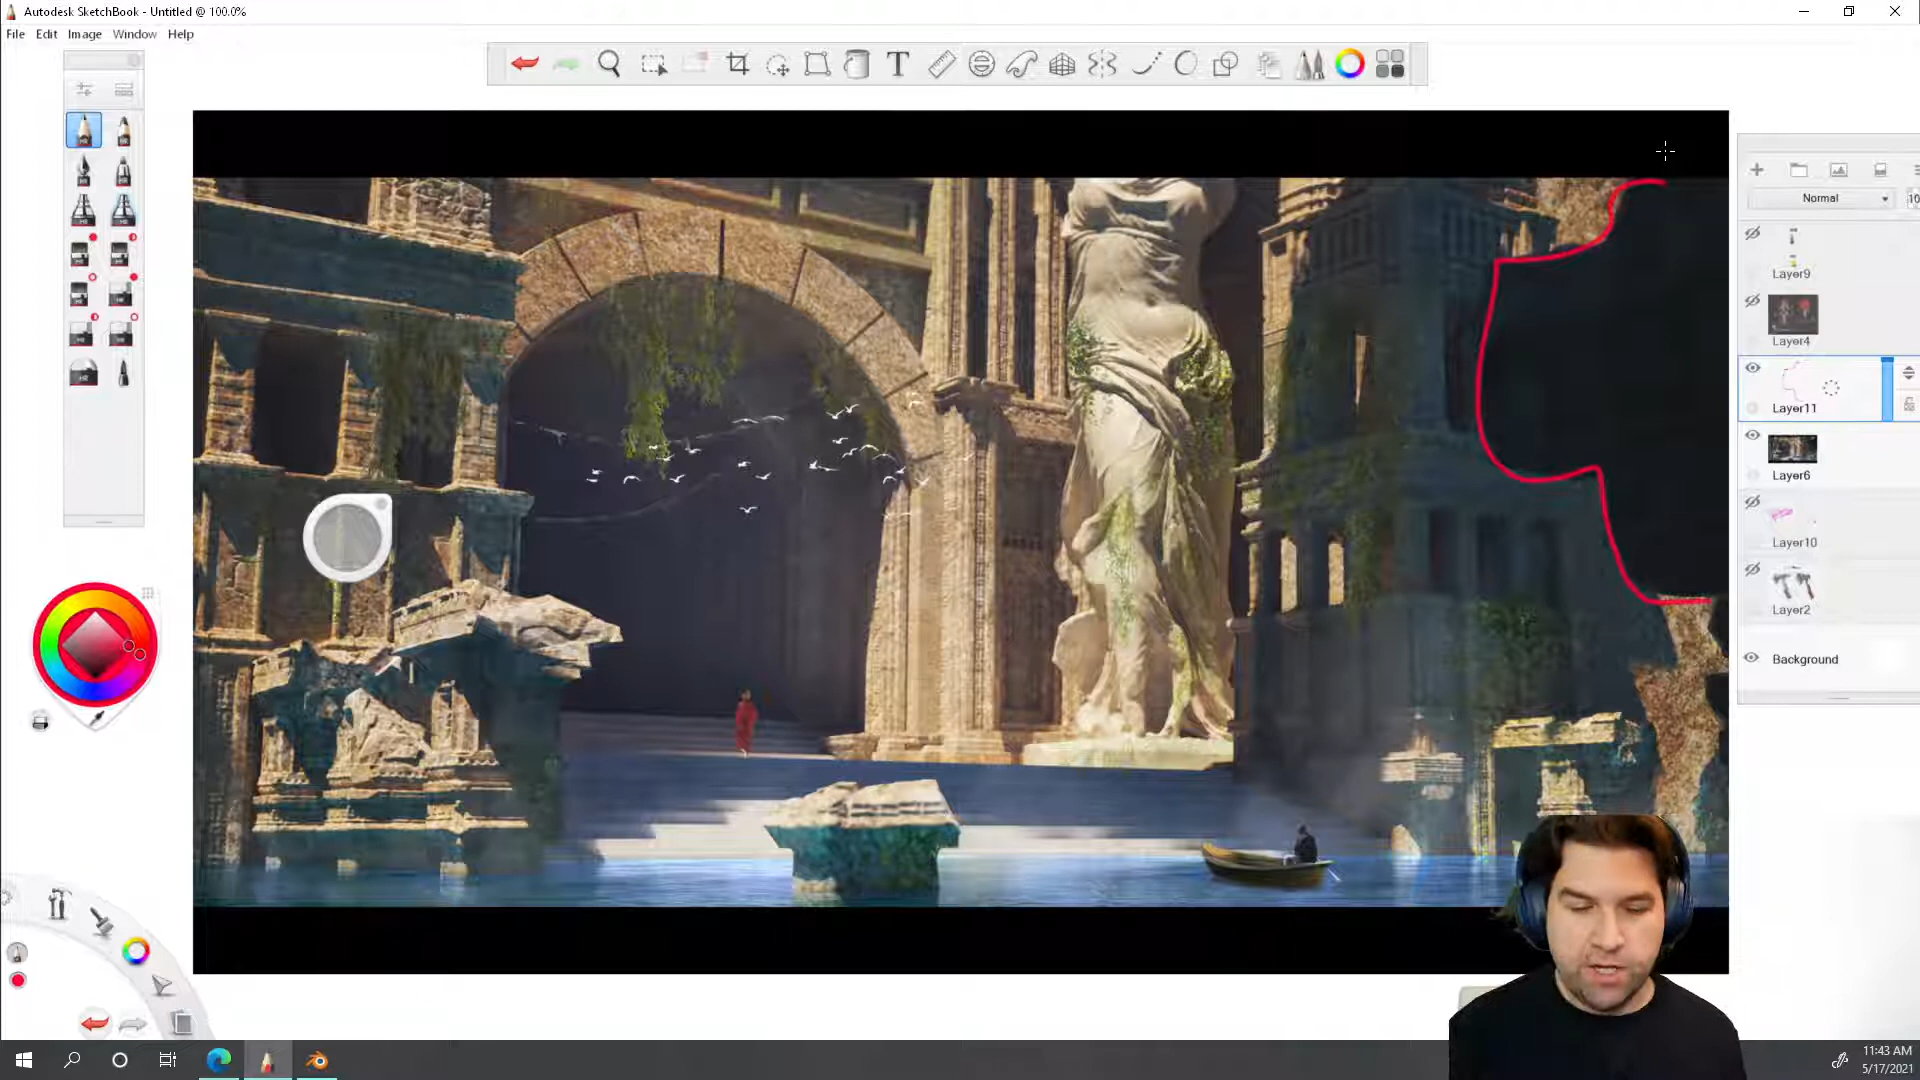 Autodesk SketchBook - Untitled @ 100.0%
File Edit Image Window Help
T
Normal
10
Layer9
Layer4
Layer11
Layer6
Layer10
Layer2
Background
11:43 AM
5/17/2021